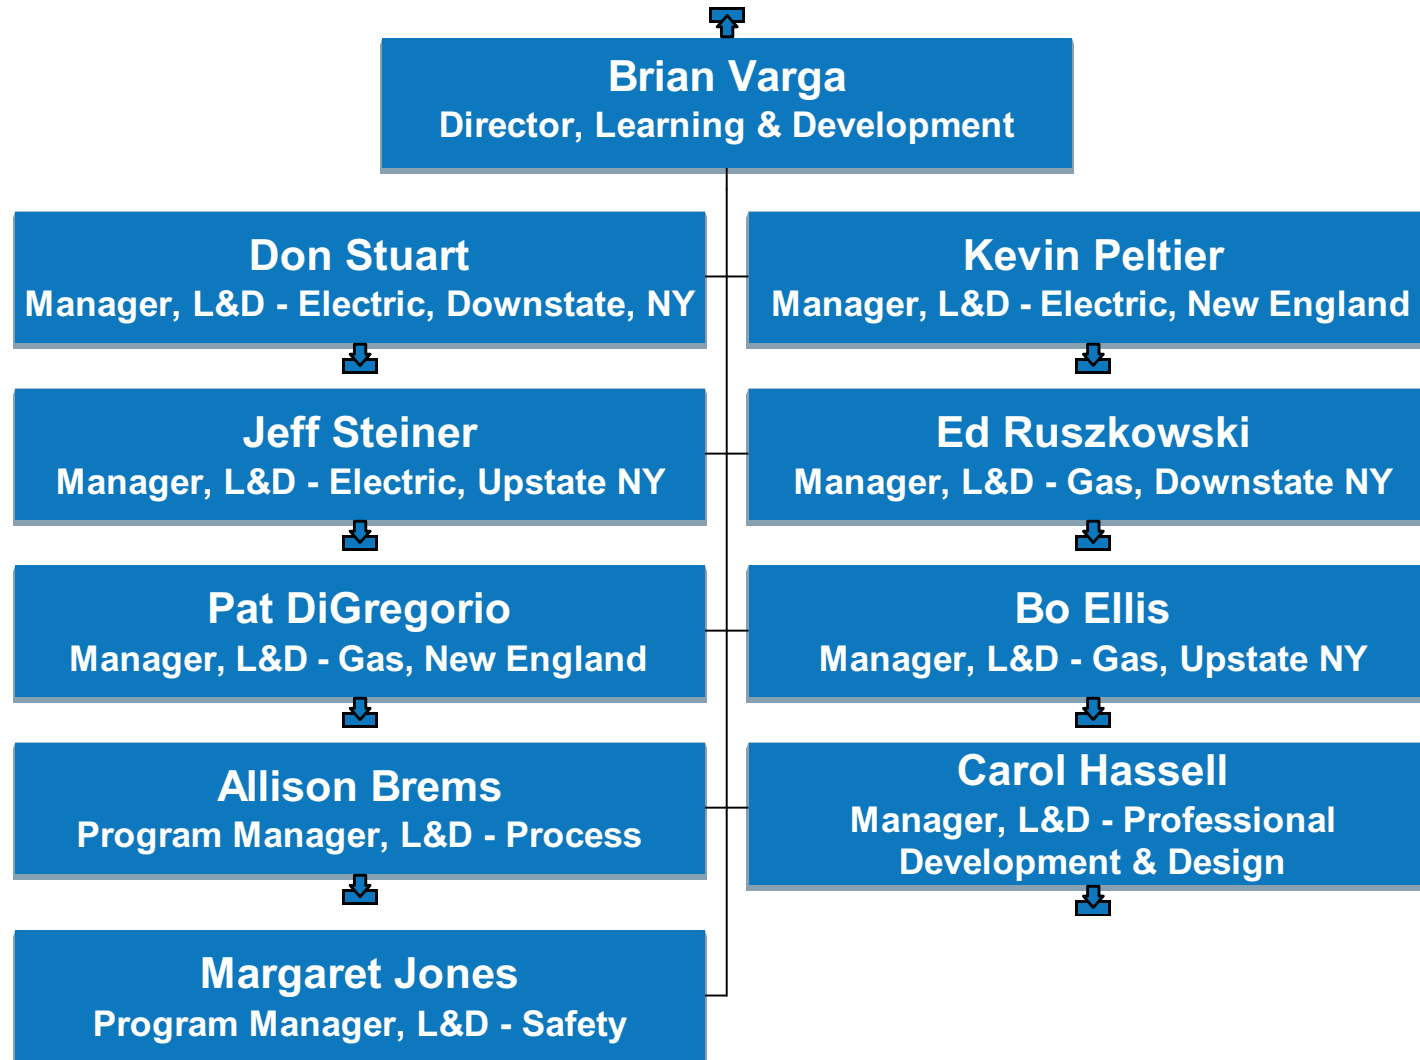 Brian Varga
Director, Learning & Development
Don Stuart
Manager, L&D - Electric, Downstate, NY
Kevin Peltier
Manager, L&D - Electric, New England
Jeff Steiner
Manager, L&D - Electric, Upstate NY
Ed Ruszkowski
Manager, L&D - Gas, Downstate NY
Pat DiGregorio
Manager, L&D - Gas, New England
Bo Ellis
Manager, L&D - Gas, Upstate NY
Allison Brems
Program Manager, L&D - Process
Carol Hassell
Manager, L&D - Professional
Development & Design
Margaret Jones
Program Manager, L&D - Safety